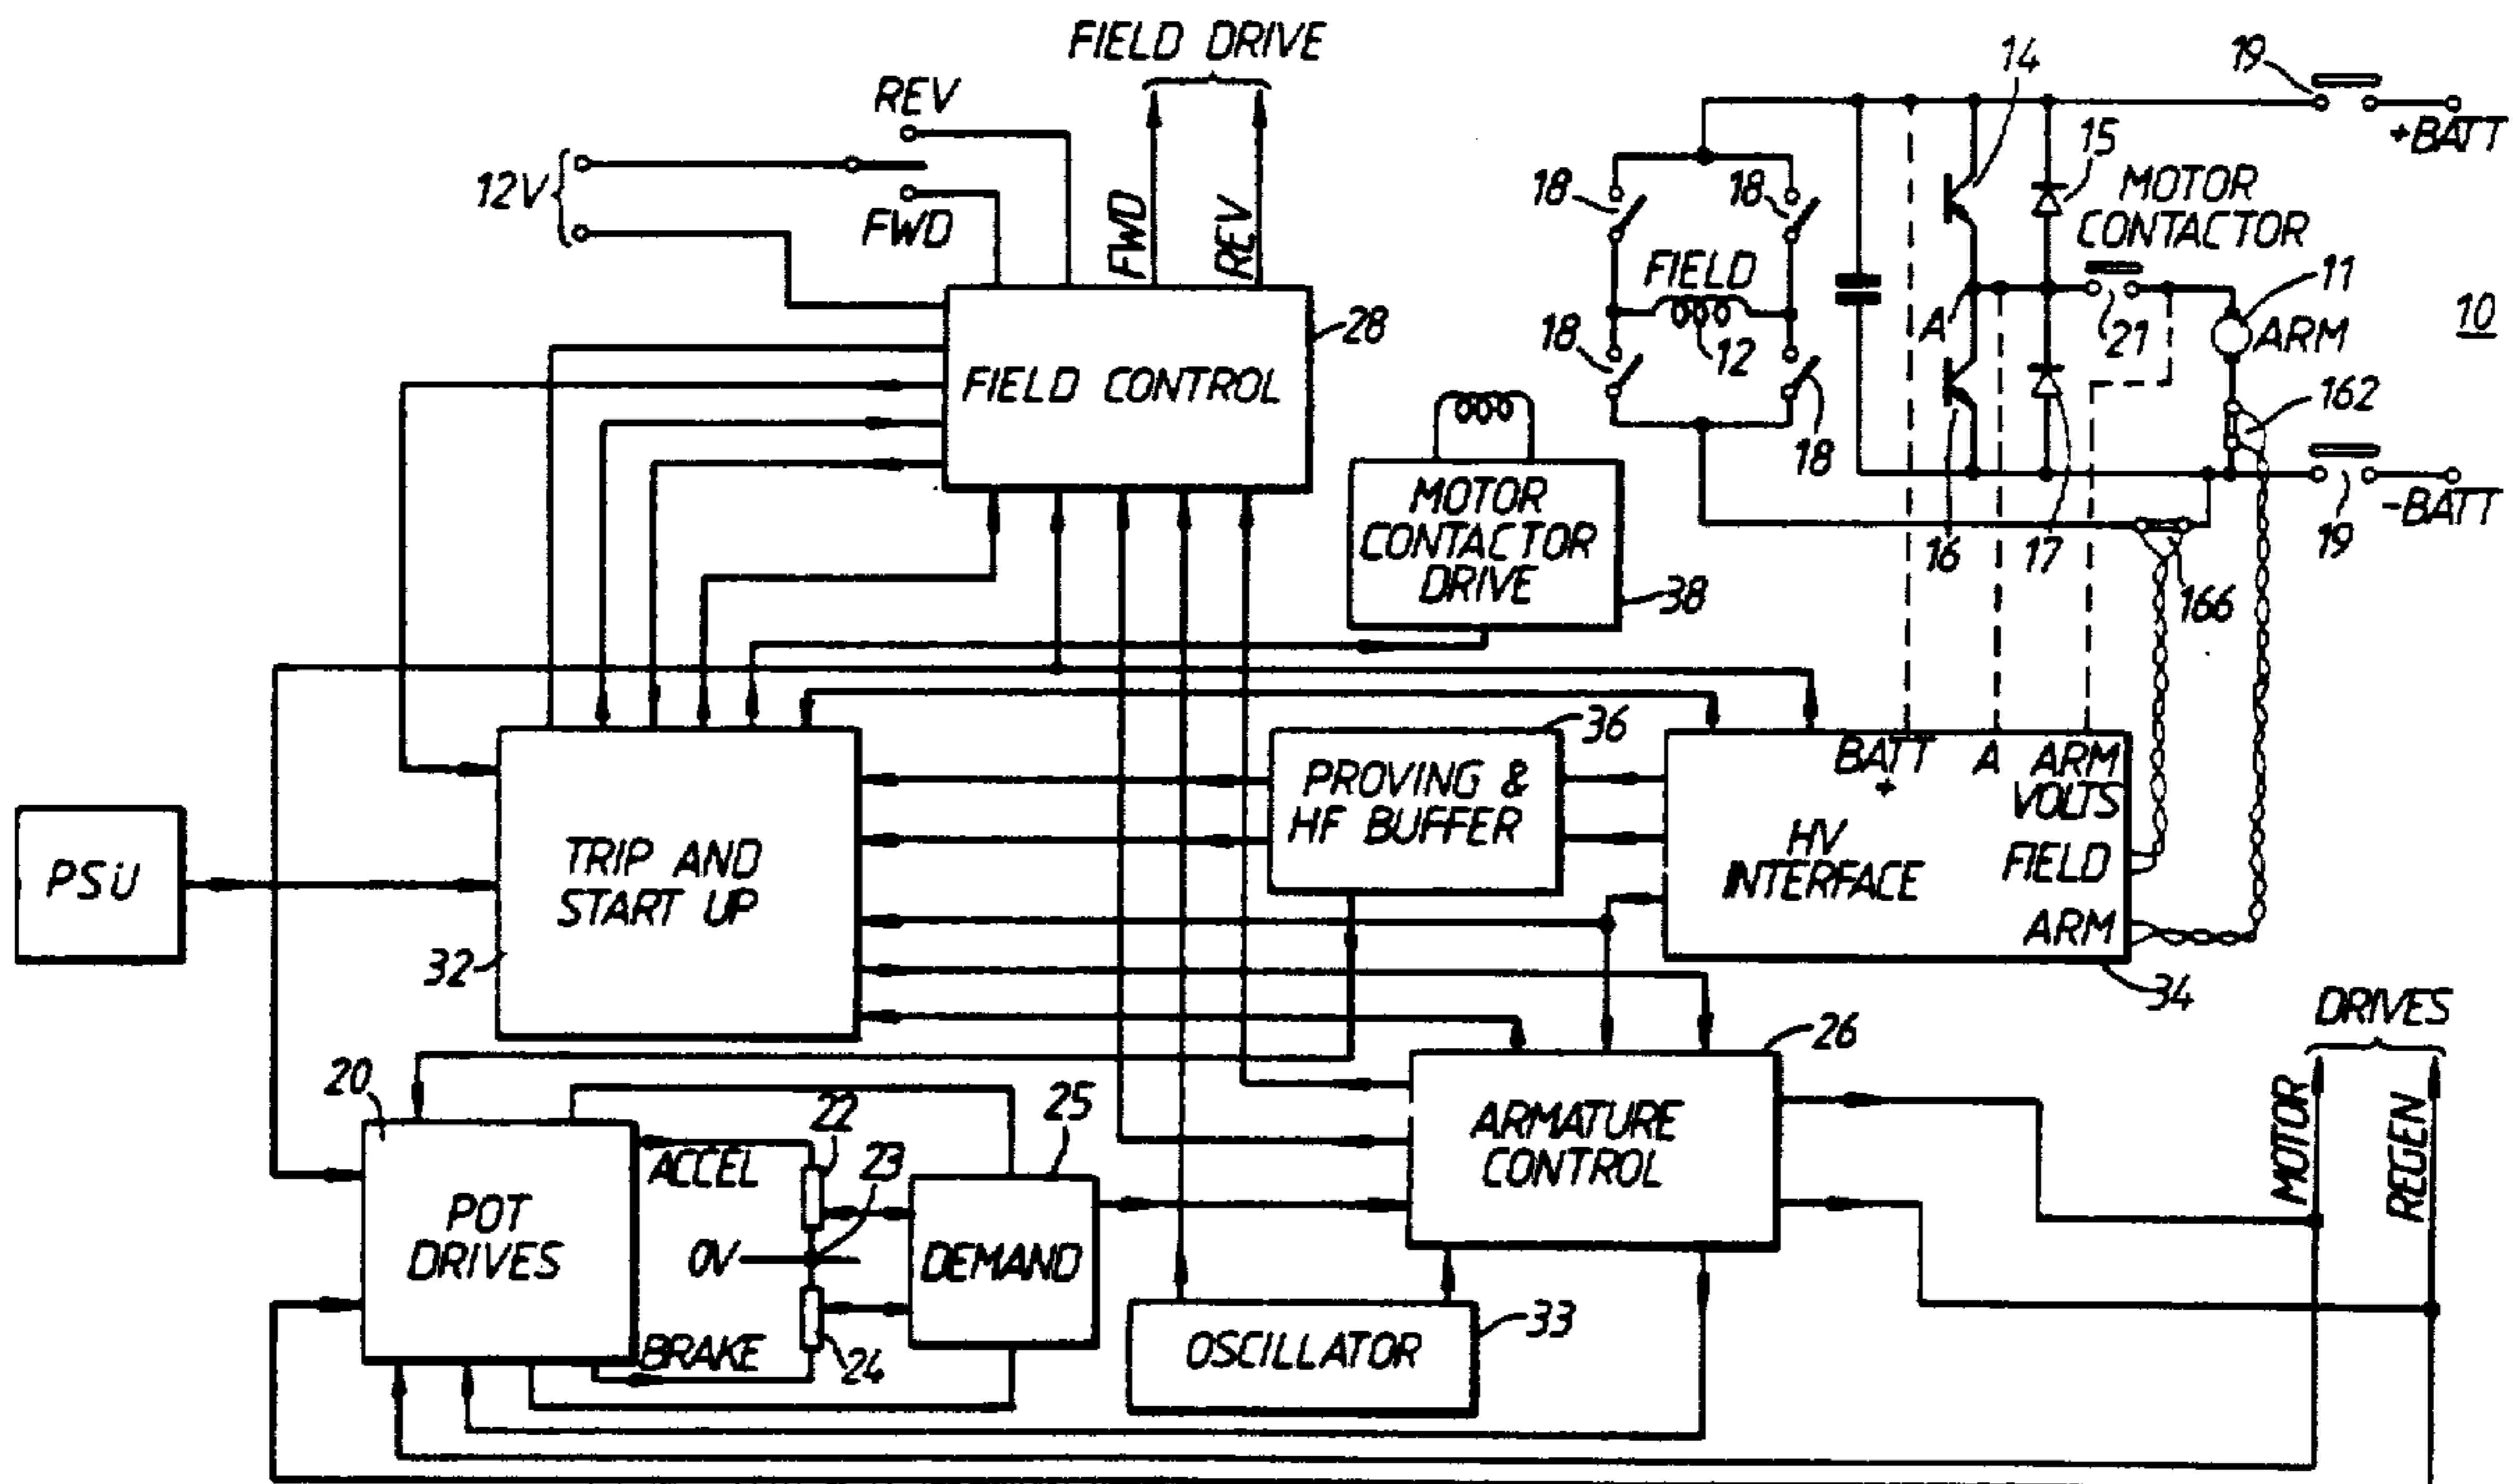 FIELD DRIVE
REV
12V
FWD
FWD
REV
FIELD CONTROL
28
14
19
+BATT
15
MOTOR
CONTACTOR
18
18
FIELD
12
18
18
A
21
11
ARM
10
162
16
17
166
19
-BATT
MOTOR
CONTACTOR
DRIVE
38
PSU
TRIP AND
START UP
32
36
PROVING &
HF BUFFER
BATT
+
A
ARM
VOLTS
HV
INTERFACE
FIELD
ARM
34
DRIVES
MOTOR
REGEN
20
POT
DRIVES
ACCEL
22
23
0V
BRAKE
24
25
DEMAND
26
ARMATURE
CONTROL
OSCILLATOR
33